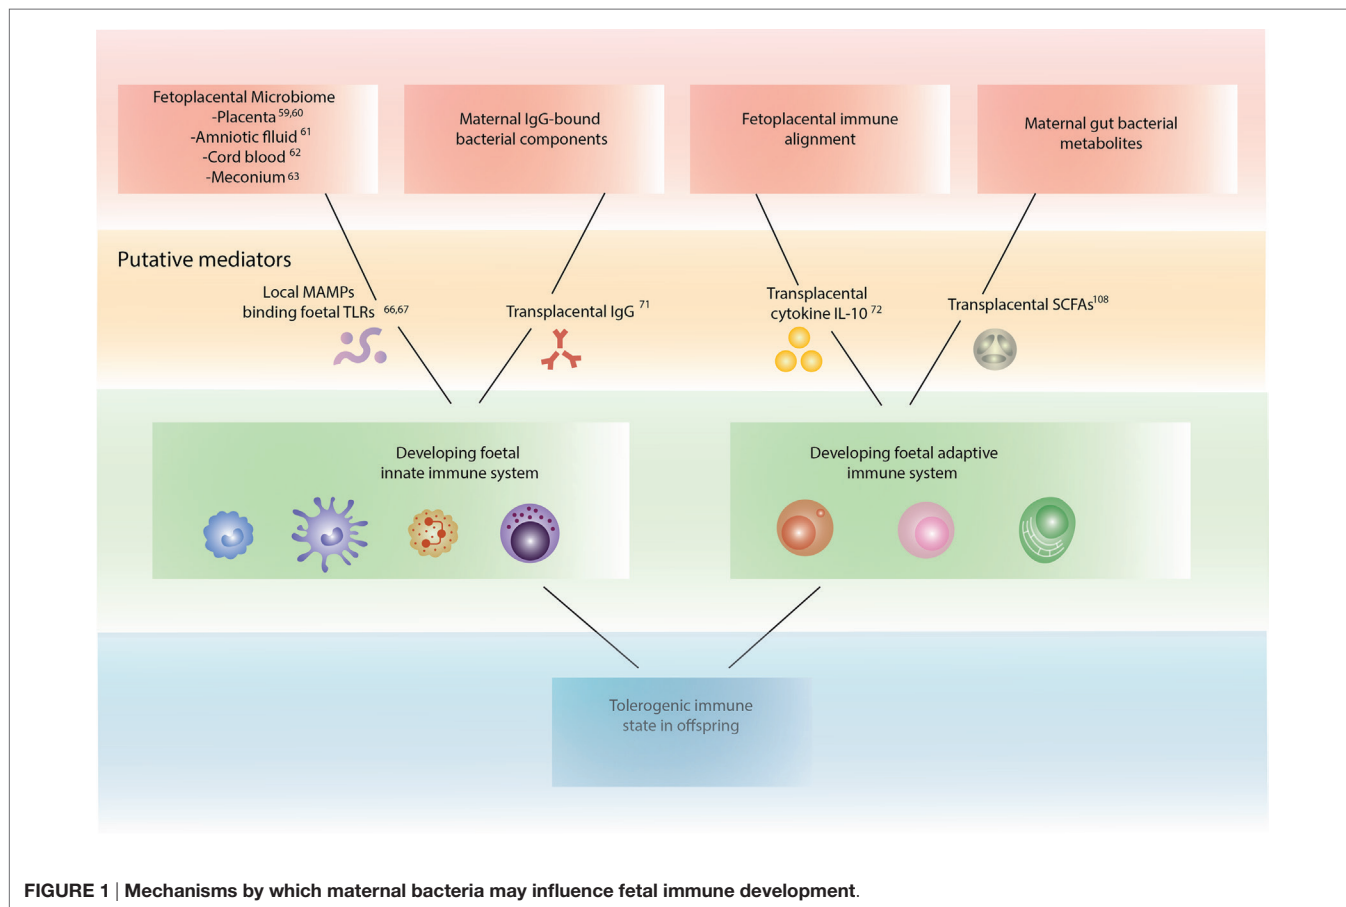 Fetoplacental Microbiome
-Placenta 59,60
-Amniotic flluid 61
-Cord blood 62
-Meconium 63
Maternal IgG-bound
bacterial components
Fetoplacental immune
alignment
Maternal gut bacterial
metabolites
Putative mediators
Local MAMPs
binding foetal TLRs 66,67
Transplacental IgG 71
Transplacental
cytokine IL-10 72
Transplacental SCFAs108
Developing foetal
innate immune system
Developing foetal adaptive
immune system
Tolerogenic immune
state in offspring
FIGURE 1 | Mechanisms by which maternal bacteria may influence fetal immune development.